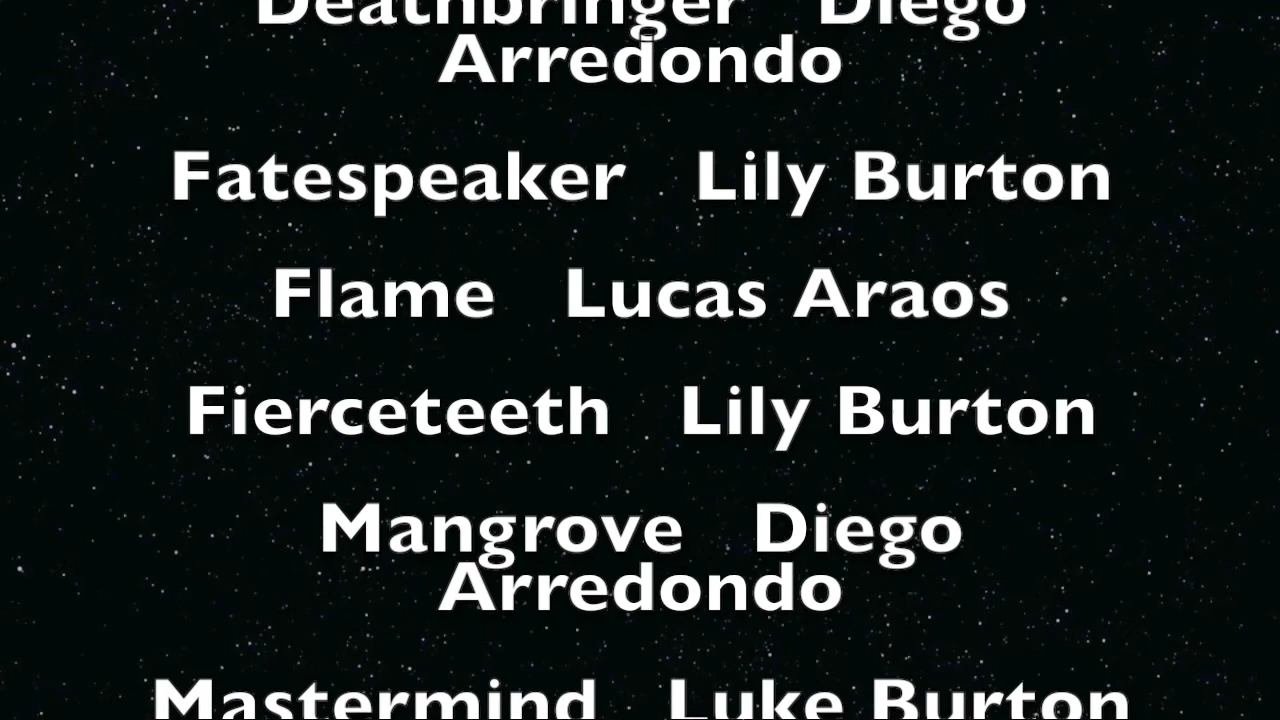 Deathbringer Diego
Arredondo
Fatespeaker Lily Burton
Flame Lucas Araos
Fierceteeth Lily Burton
Mangrove Diego
Arredondo
Mastermind Luke Burton